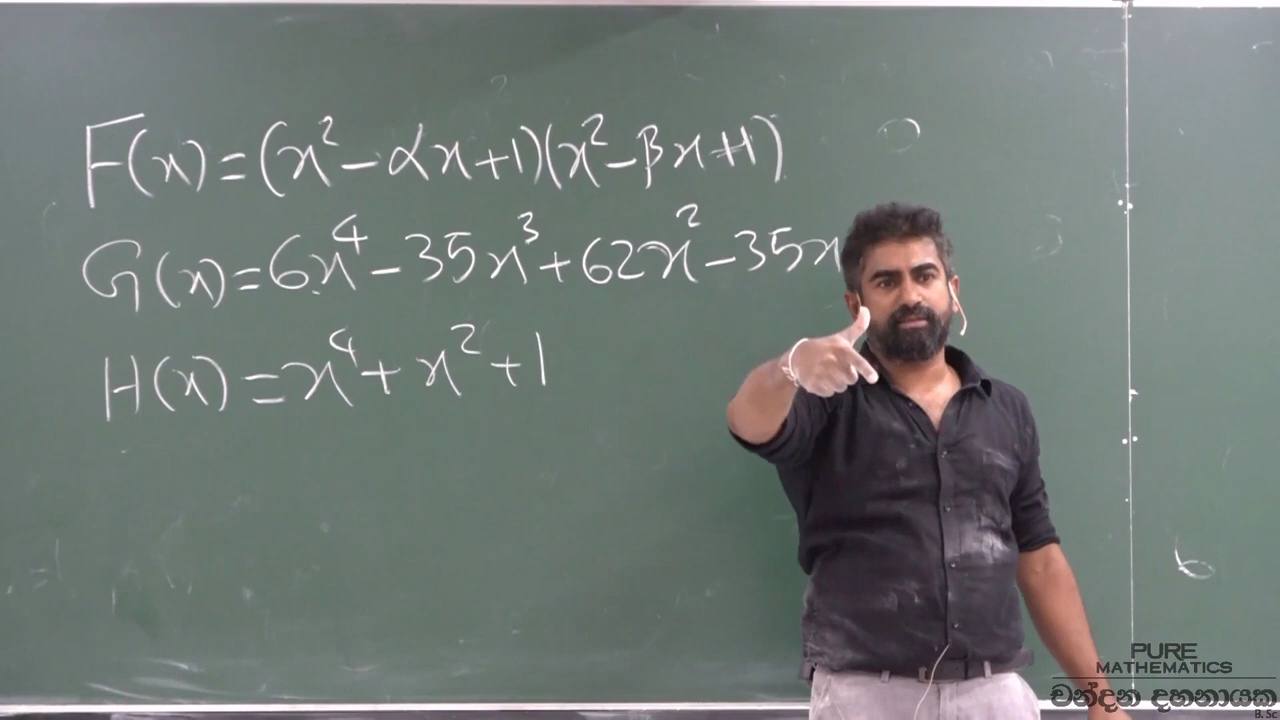 F(x) = (x² - αx + 1)(x² - βx + 1)
G(x) = 6x⁴ - 35x³ + 62x² - 35x
H(x) = x⁴ + x² + 1
PURE
MATHEMATICS
චන්දන දහනායක
B.Sc